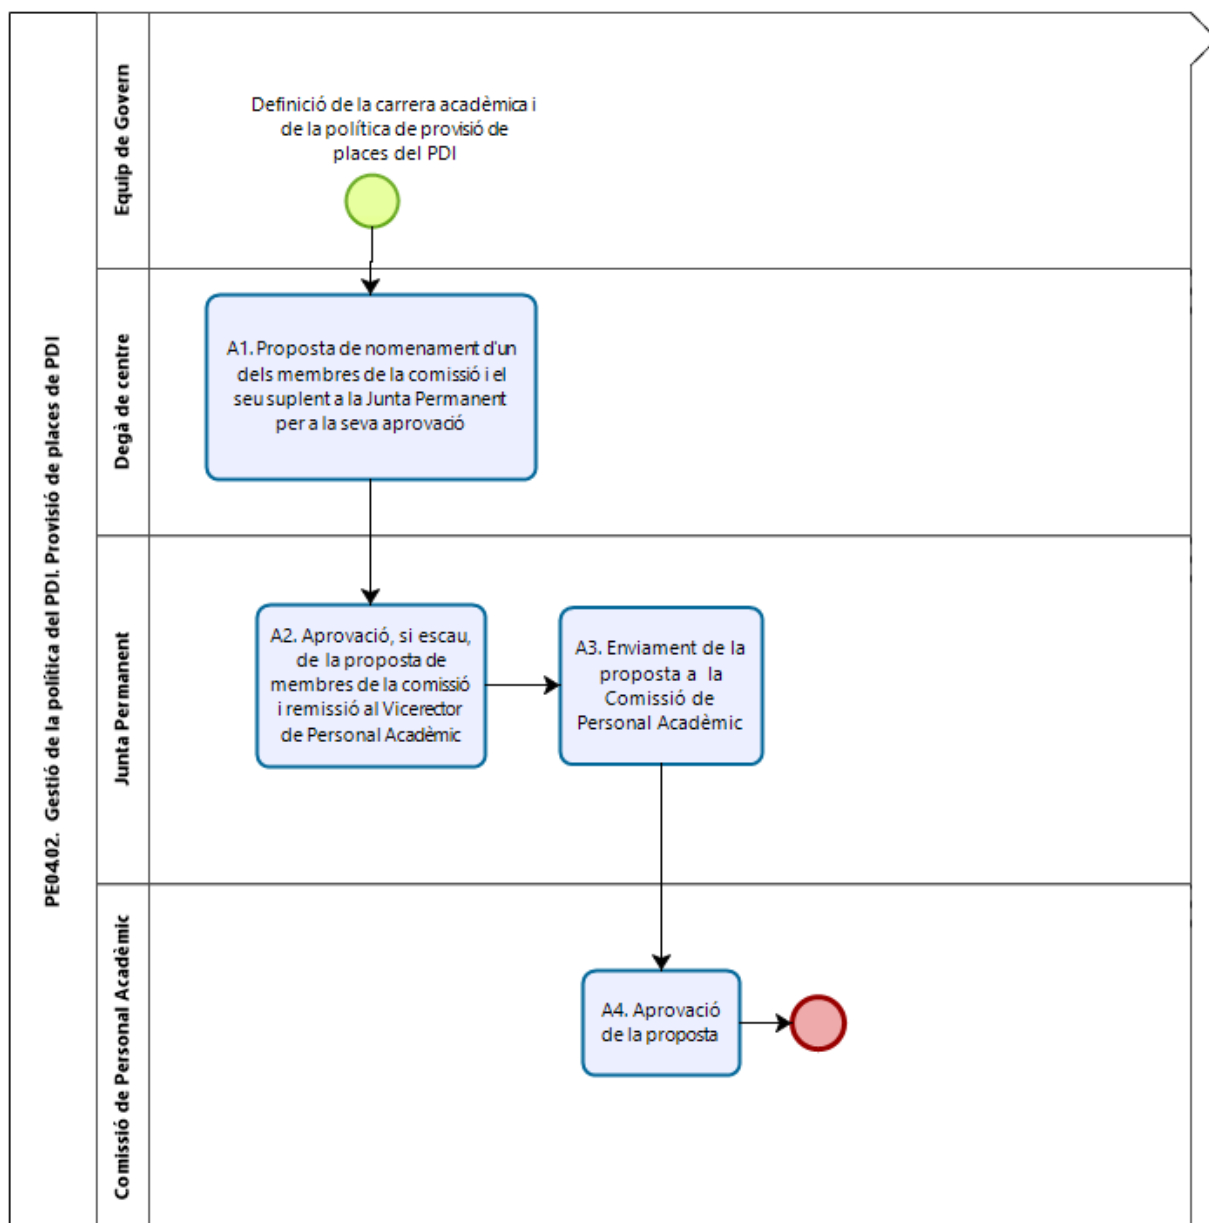 PE04.02.  Gestió de la política del PDI. Provisió de places de PDI
Equip de Govern
Definició de la carrera acadèmica i
de la política de provisió de
places del PDI
Degà de centre
A1. Proposta de nomenament d'un
dels membres de la comissió i el
seu suplent a la Junta Permanent
per a la seva aprovació
Junta Permanent
A2. Aprovació, si escau,
de la proposta de
membres de la comissió
i remissió al Vicerector
de Personal Acadèmic
A3. Enviament de la
proposta a  la
Comissió de
Personal Acadèmic
Comissió de Personal Acadèmic
A4. Aprovació
de la proposta